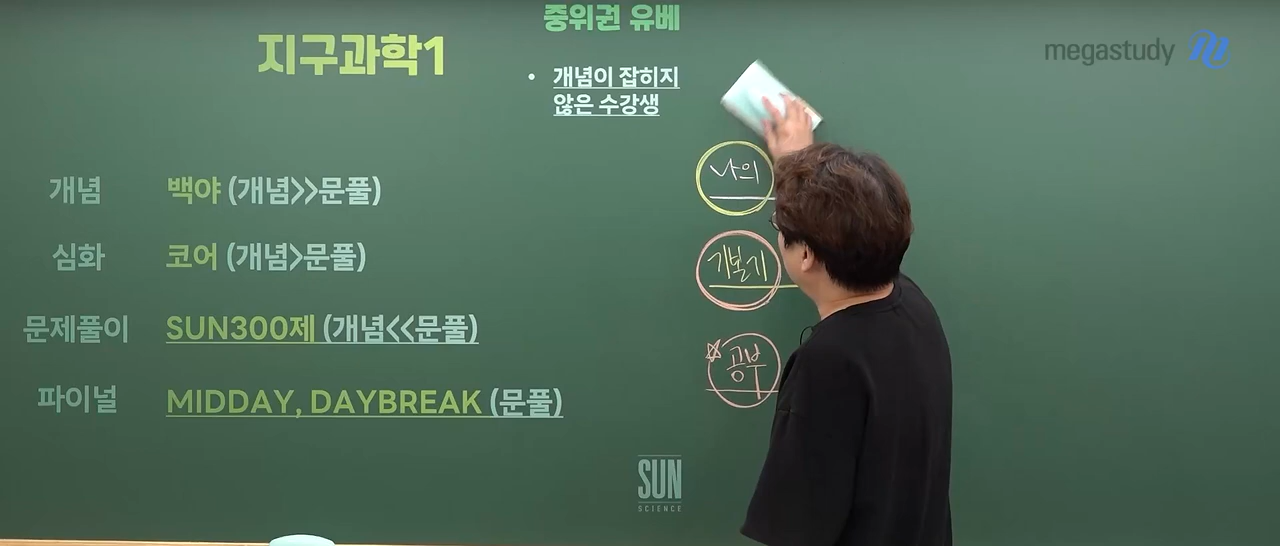 중위권 유베
지구과학1
megastudy
• 개념이 잡히지
않은 수강생
나의
개념 백야 (개념>>문풀)
기본기
심화 코어 (개념>문풀)
문제풀이 SUN300제 (개념<<문풀)
공부
파이널 MIDDAY, DAYBREAK (문풀)
SUN
SCIENCE